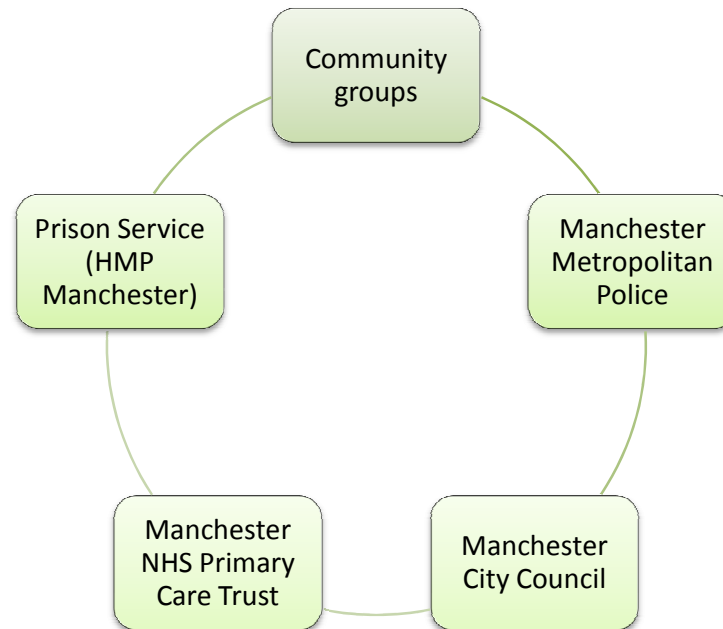 Community
groups
Prison Service
(HMP
Manchester)
Manchester
Metropolitan
Police
Manchester
NHS Primary
Care Trust
Manchester
City Council